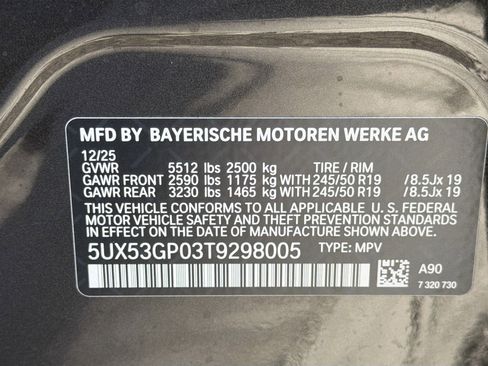 MFD BY BAYERISCHE MOTOREN WERKE AG
12/25
GVWR 5512 lbs 2500 kg TIRE / RIM
GAWR FRONT 2590 lbs 1175 kg WITH 245/50 R19 / 8.5Jx 19
GAWR REAR 3230 lbs 1465 kg WITH 245/50 R19 / 8.5Jx 19
THIS VEHICLE CONFORMS TO ALL APPLICABLE U. S. FEDERAL
MOTOR VEHICLE SAFETY AND THEFT PREVENTION STANDARDS
IN EFFECT ON THE DATE OF MANUFACTURE SHOWN ABOVE.
5UX53GP03T9298005 TYPE: MPV
A90
7 320 730